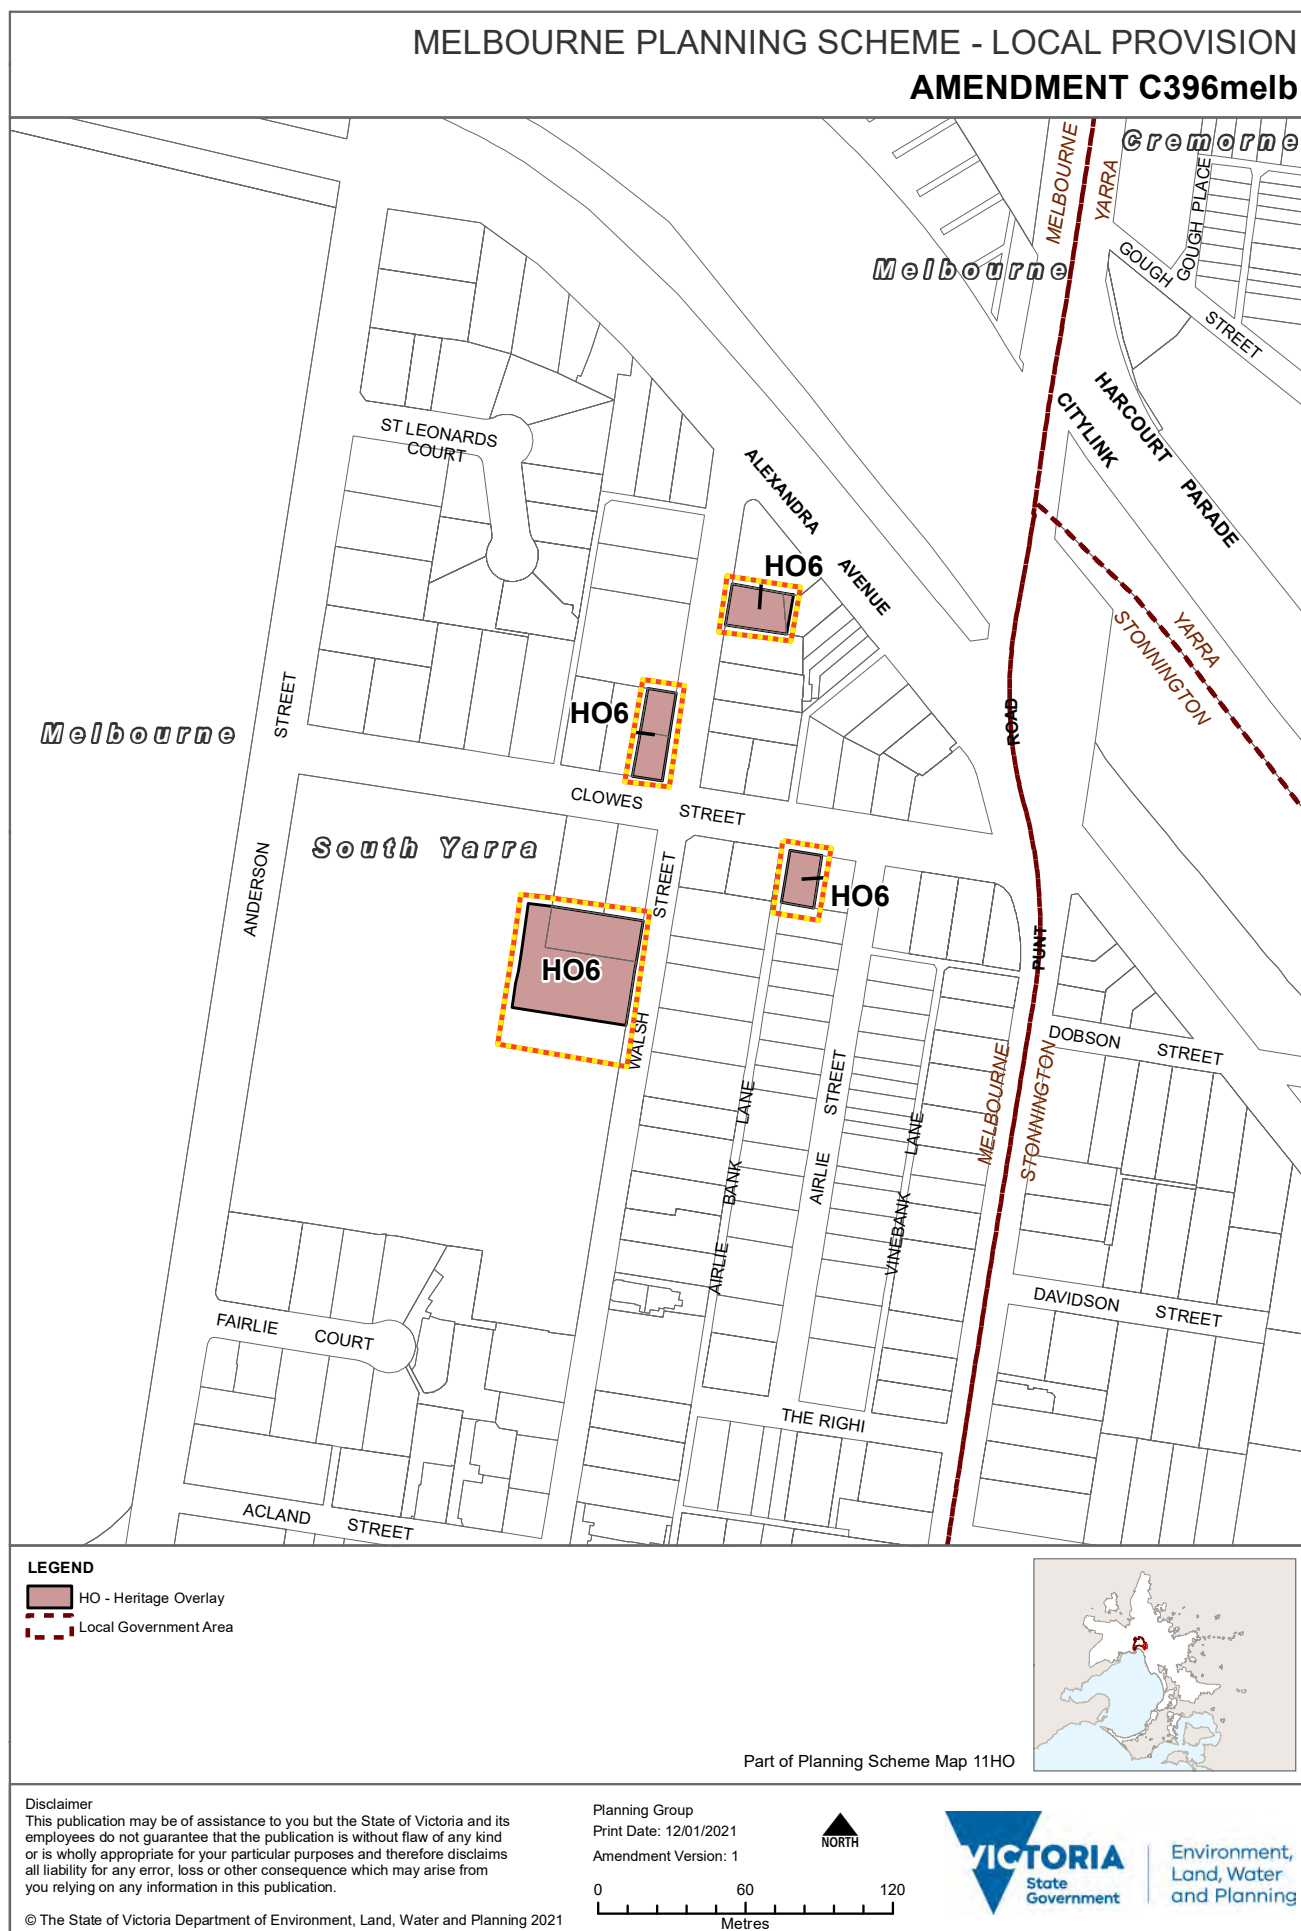 MELBOURNE PLANNING SCHEME - LOCAL PROVISION
AMENDMENT C396melb
Cremorne
MELBOURNE
YARRA
GOUGH PLACE
Melbourne
GOUGH
STREET
HARCOURT
PARADE
CITYLINK
ST LEONARDS
COURT
ALEXANDRA
AVENUE
HO6
YARRA
STONNINGTON
STREET
HO6
ROAD
Melbourne
CLOWES
STREET
South Yarra
ANDERSON
STREET
HO6
PUNT
HO6
WALSH
DOBSON
STREET
MELBOURNE
STONNINGTON
LANE
STREET
LANE
BANK
AIRLIE
VINEBANK
AIRLIE
DAVIDSON
STREET
FAIRLIE
COURT
THE RIGHI
ACLAND
STREET
LEGEND
HO - Heritage Overlay
Local Government Area
Part of Planning Scheme Map 11HO
Disclaimer
This publication may be of assistance to you but the State of Victoria and its
employees do not guarantee that the publication is without flaw of any kind
or is wholly appropriate for your particular purposes and therefore disclaims
all liability for any error, loss or other consequence which may arise from
you relying on any information in this publication.
© The State of Victoria Department of Environment, Land, Water and Planning 2021
Planning Group
Print Date: 12/01/2021
Amendment Version: 1
NORTH
0
60
120
Metres
VICTORIA
State
Government
Environment,
Land, Water
and Planning